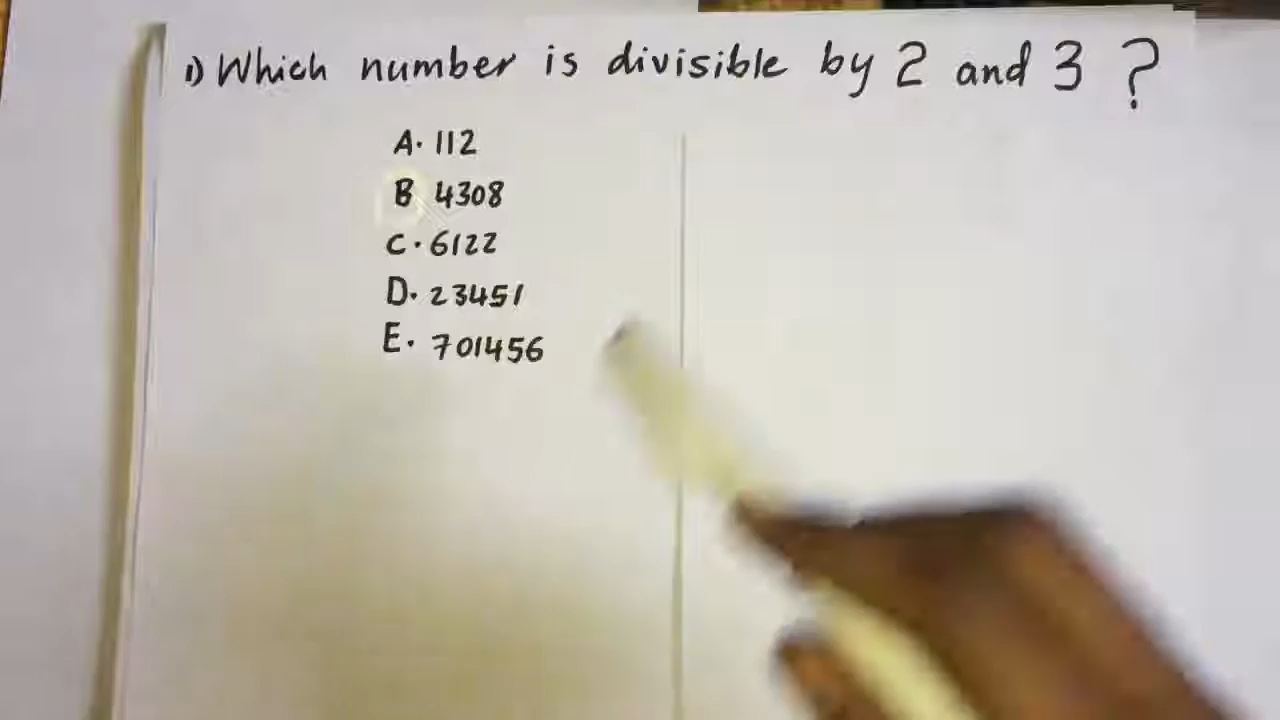 1) Which number is divisible by 2 and 3 ?
A. 112
B 4308
C. 6122
D. 23451
E. 701456